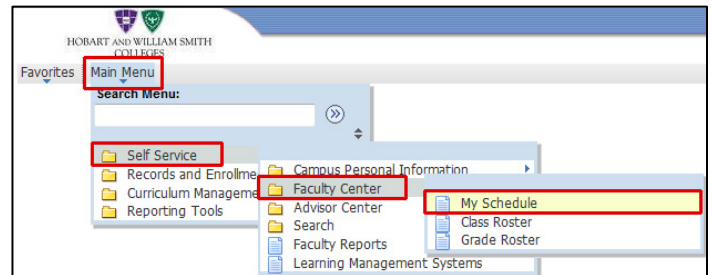 HOBART AND WILLIAM SMITH
COLLEGES
Favorites Main Menu
Search Menu:
Self Service
Records and Enrollme
Curriculum Manageme
Reporting Tools
Campus Personal Information
Faculty Center
Advisor Center
Search
Faculty Reports
Learning Management Systems
My Schedule
Class Roster
Grade Roster